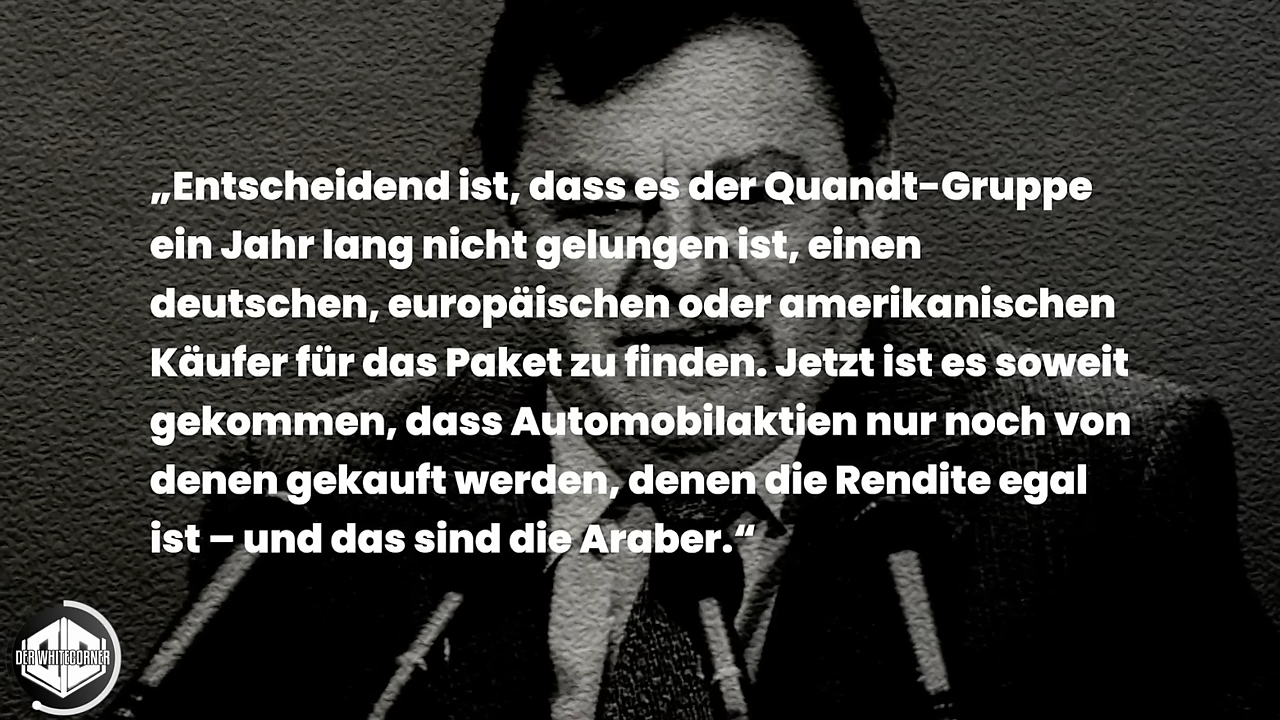 „Entscheidend ist, dass es der Quandt-Gruppe
ein Jahr lang nicht gelungen ist, einen
deutschen, europäischen oder amerikanischen
Käufer für das Paket zu finden. Jetzt ist es soweit
gekommen, dass Automobilaktien nur noch von
denen gekauft werden, denen die Rendite egal
ist – und das sind die Araber.“
DER WHITECORNER